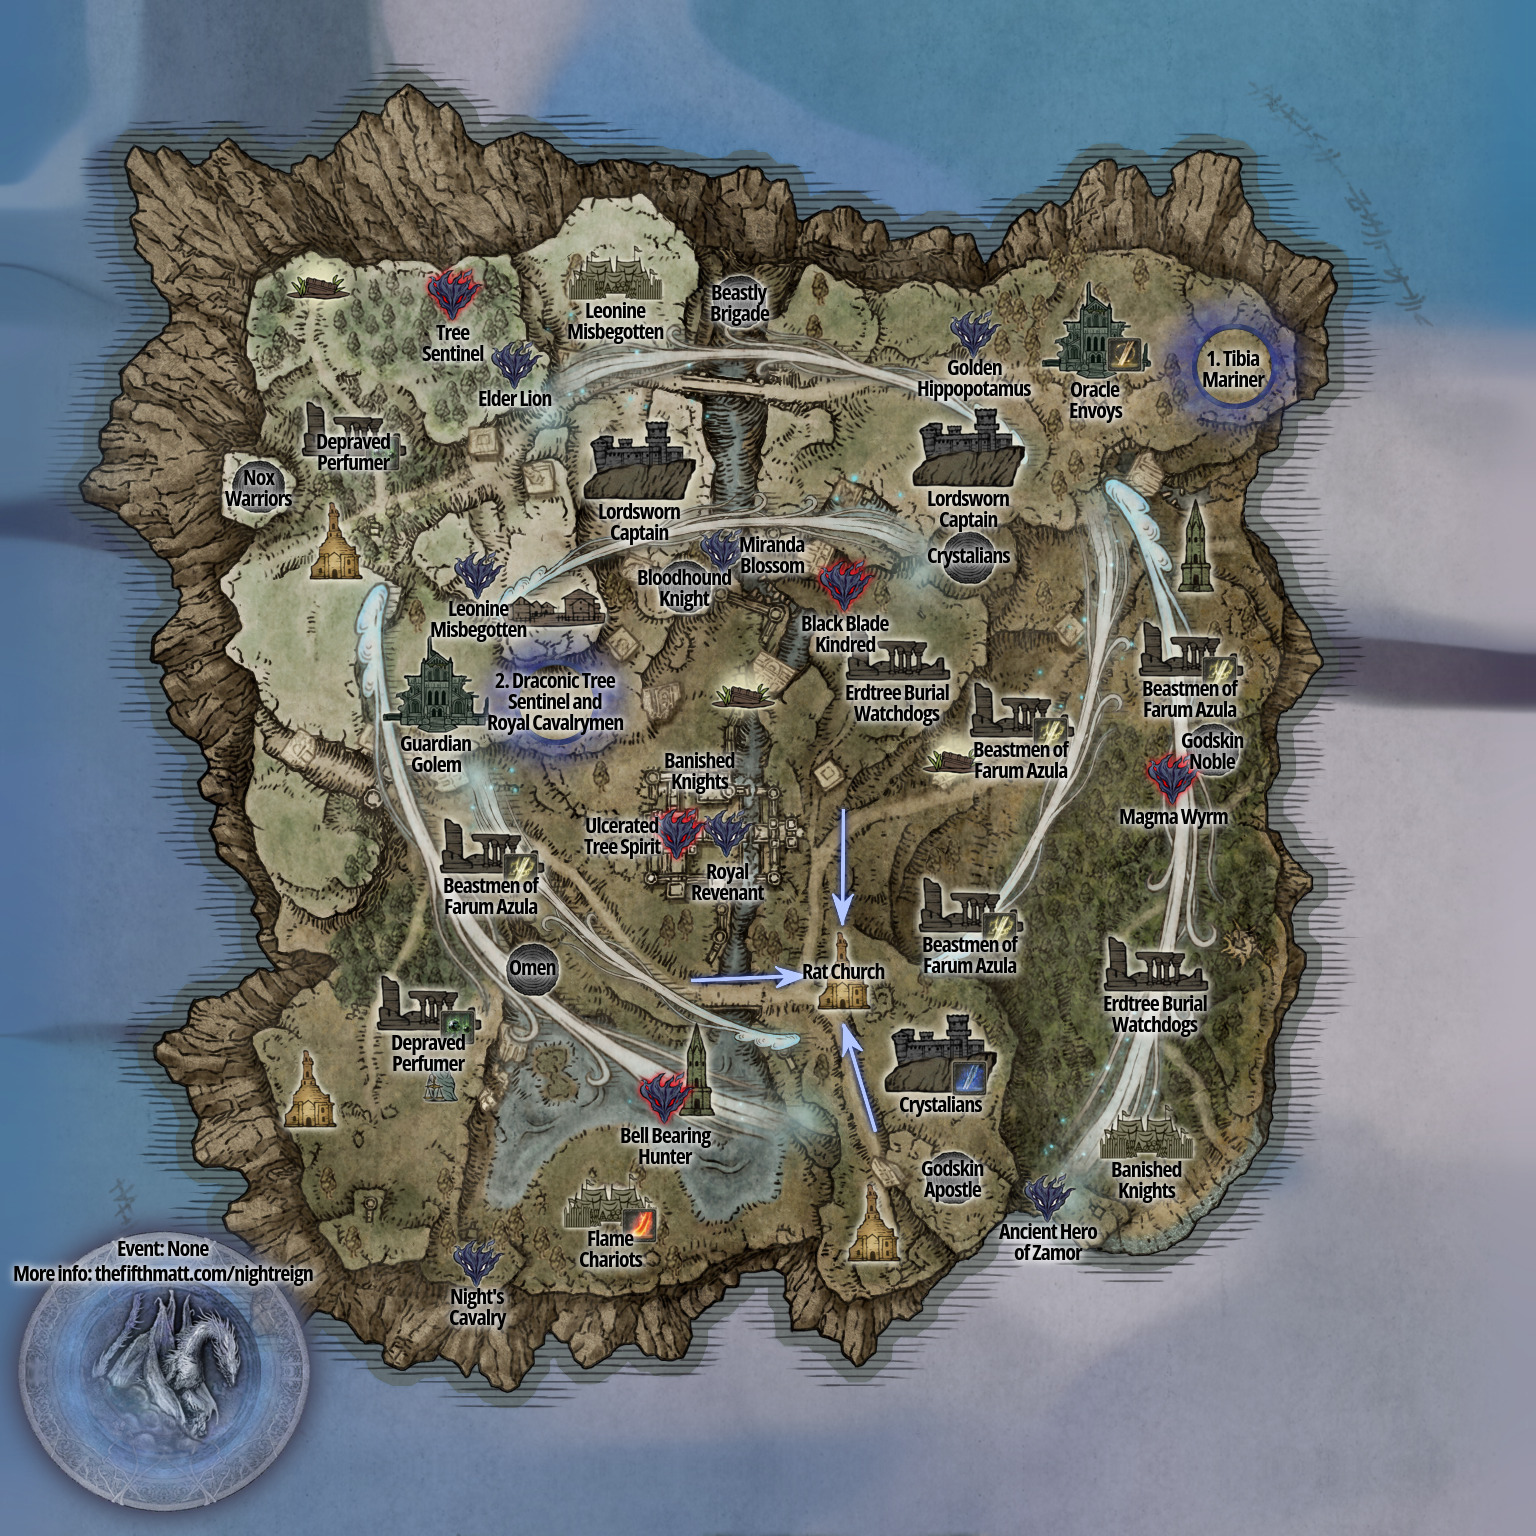 Beastly
Brigade
Leonine
Misbegotten
Tree
Sentinel
Elder Lion
Golden
Hippopotamus
Oracle
Envoys
1. Tibia
Mariner
Depraved
Perfumer
Nox
Warriors
Lordsworn
Captain
Lordsworn
Captain
Miranda
Blossom
Crystalians
Bloodhound
Knight
Leonine
Misbegotten
Black Blade
Kindred
2. Draconic Tree
Sentinel and
Royal Cavalrymen
Erdtree Burial
Watchdogs
Beastmen of
Farum Azula
Guardian
Golem
Beastmen of
Farum Azula
Godskin
Noble
Banished
Knights
Magma Wyrm
Ulcerated
Tree Spirit
Royal
Revenant
Beastmen of
Farum Azula
Beastmen of
Farum Azula
Omen
Rat Church
Erdtree Burial
Watchdogs
Depraved
Perfumer
Crystalians
Bell Bearing
Hunter
Godskin
Apostle
Banished
Knights
Ancient Hero
of Zamor
Flame
Chariots
Night's
Cavalry
Event: None
More info: thefifthmatt.com/nightreign